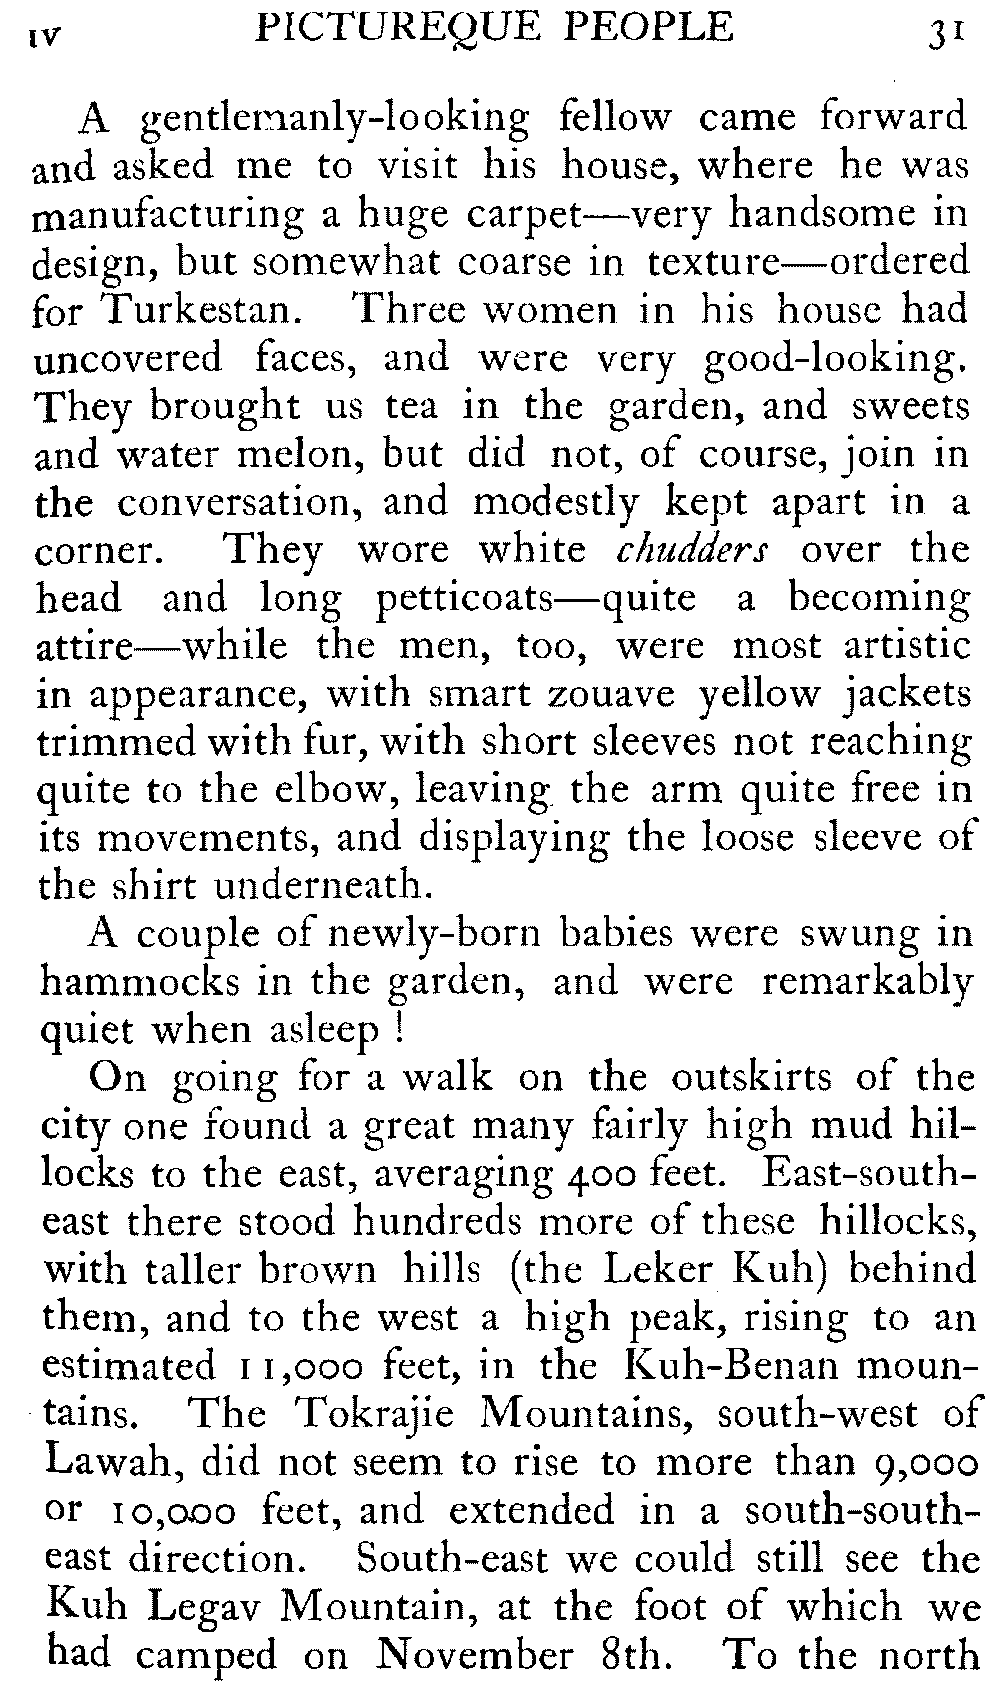 IV PICTUREQUE PEOPLE 31
A gentlemanly-looking fellow came forward
and asked me to visit his house, where he was
manufacturing a huge carpet—very handsome in
design, but somewhat coarse in texture—ordered
for Turkestan. Three women in his house had
uncovered faces, and were very good-looking.
They brought us tea in the garden, and sweets
and water melon, but did not, of course, join in
the conversation, and modestly kept apart in a
corner. They wore white chudders over the
head and long petticoats—quite a becoming
attire—while the men, too, were most artistic
in appearance, with smart zouave yellow jackets
trimmed with fur, with short sleeves not reaching
quite to the elbow, leaving the arm quite free in
its movements, and displaying the loose sleeve of
the shirt underneath.
A couple of newly-born babies were swung in
hammocks in the garden, and were remarkably
quiet when asleep !
On going for a walk on the outskirts of the
city one found a great many fairly high mud hil-
locks to the east, averaging 400 feet. East-south-
east there stood hundreds more of these hillocks,
with taller brown hills (the Leker Kuh) behind
them, and to the west a high peak, rising to an
estimated 11,000 feet, in the Kuh-Benan moun-
tains. The Tokrajie Mountains, south-west of
Lawah, did not seem to rise to more than 9,000
or 10,000 feet, and extended in a south-south-
east direction. South-east we could still see the
Kuh Legav Mountain, at the foot of which we
had camped on November 8th. To the north